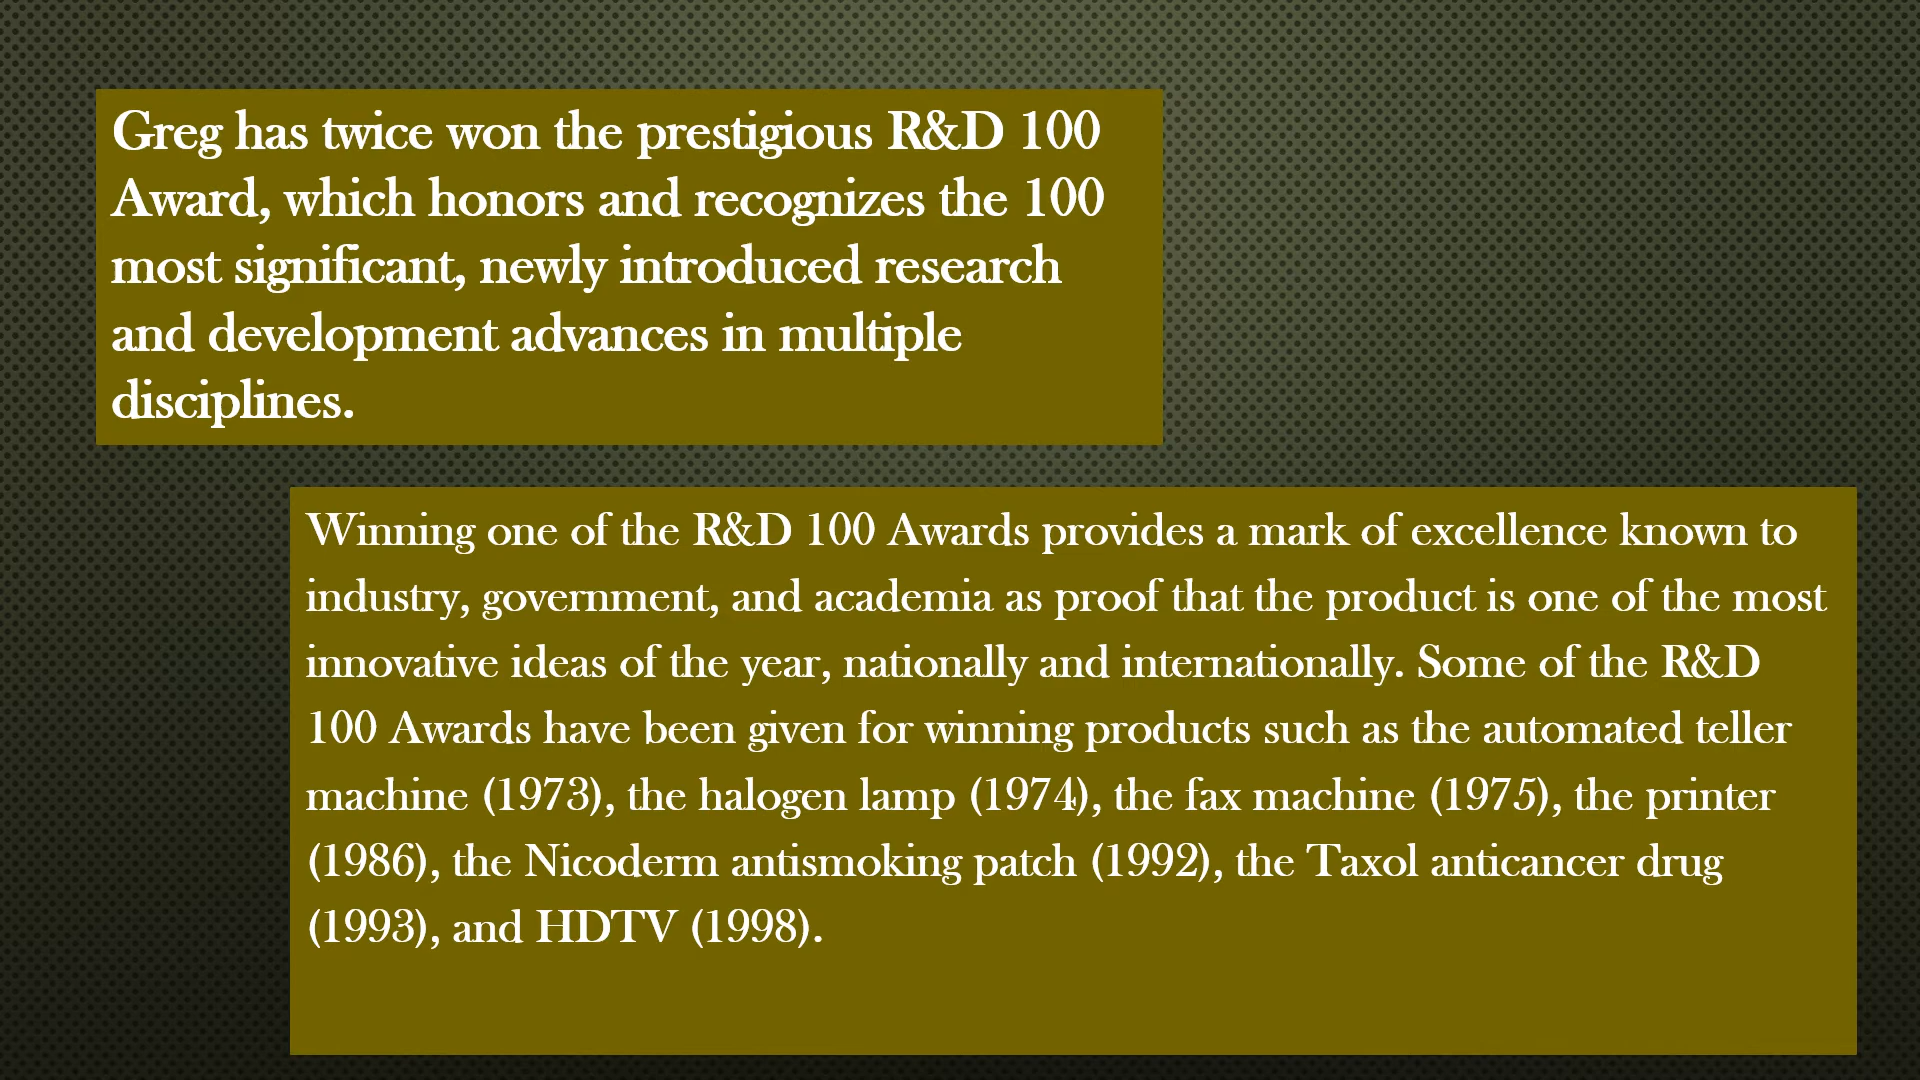 Greg has twice won the prestigious R&D 100
Award, which honors and recognizes the 100
most significant, newly introduced research
and development advances in multiple
disciplines.
Winning one of the R&D 100 Awards provides a mark of excellence known to
industry, government, and academia as proof that the product is one of the most
innovative ideas of the year, nationally and internationally. Some of the R&D
100 Awards have been given for winning products such as the automated teller
machine (1973), the halogen lamp (1974), the fax machine (1975), the printer
(1986), the Nicoderm antismoking patch (1992), the Taxol anticancer drug
(1993), and HDTV (1998).